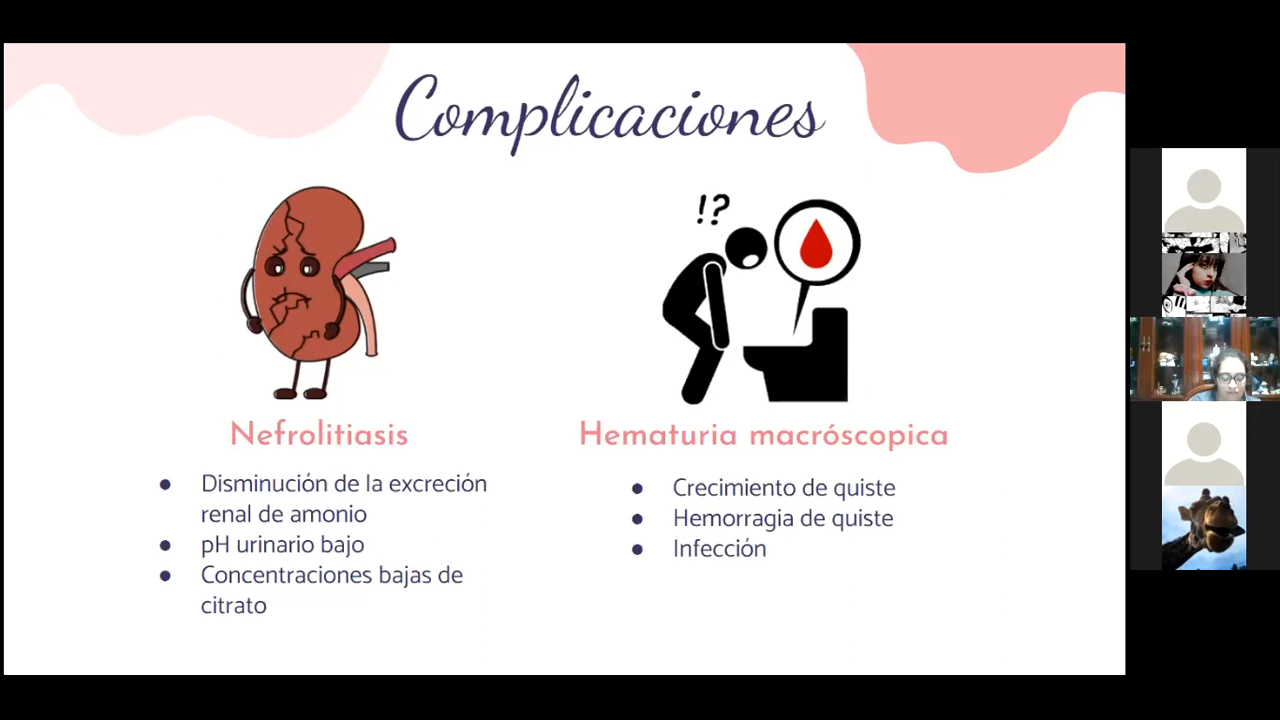 Complicaciones
!?
Nefrolitiasis
● Disminución de la excreción
renal de amonio
● pH urinario bajo
● Concentraciones bajas de
citrato
Hematuria macróscopica
● Crecimiento de quiste
● Hemorragia de quiste
● Infección